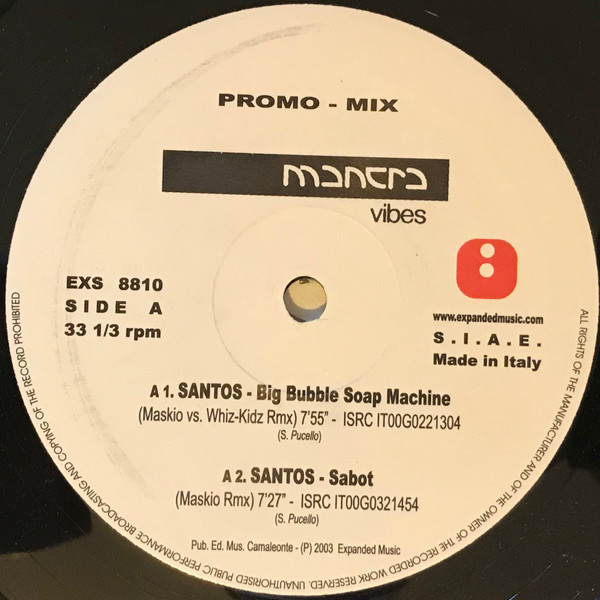 PROMO - MIX
mantra
vibes
EXS 8810
SIDE A
33 1/3 rpm
www.expandedmusic.com
S.I.A.E.
Made in Italy
A 1. SANTOS - Big Bubble Soap Machine
(Maskio vs. Whiz-Kidz Rmx) 7'55" - ISRC IT00G0221304
(S. Pucello)
A 2. SANTOS - Sabot
(Maskio Rmx) 7'27" - ISRC IT00G0321454
(S. Pucello)
Pub. Ed. Mus. Camaleonte - (P) 2003 Expanded Music
ALL RIGHTS OF THE MANUFACTURER AND OF THE OWNER OF THE RECORDED WORK RESERVED. UNAUTHORISED PUBLIC PERFORMANCE BROADCASTING AND COPYING OF THE RECORD PROHIBITED